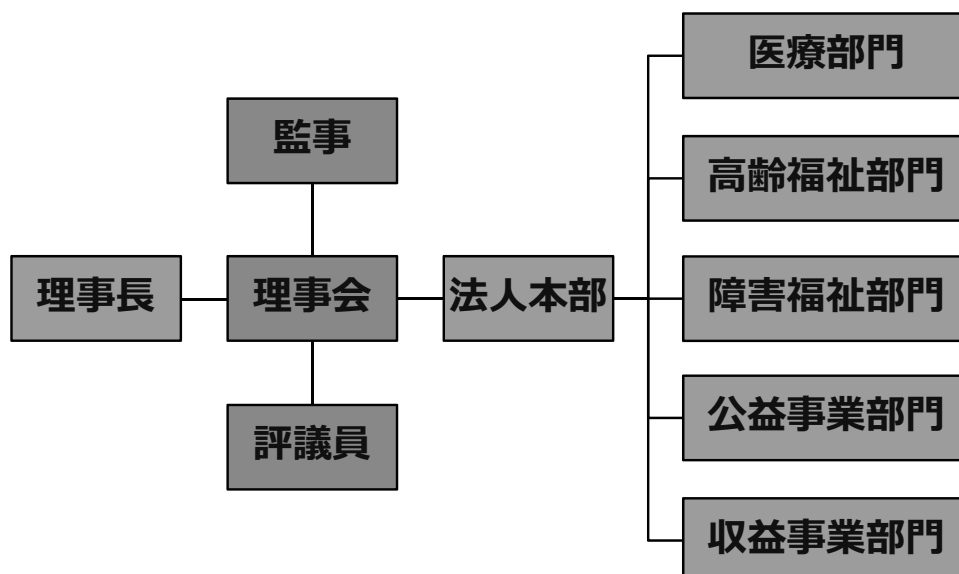 理事長
監事
理事会
評議員
法人本部
医療部門
高齢福祉部門
障害福祉部門
公益事業部門
収益事業部門